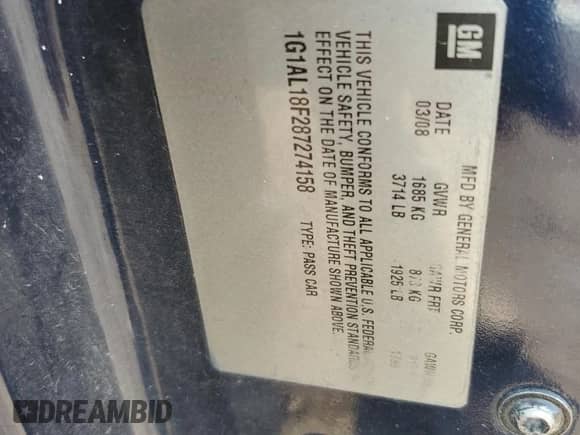 GM
MFD BY GENERAL MOTORS CORP.
DATE GVWR GAWR FRT
03/08 1685 KG KG
3714 LB 1925 LB
THIS VEHICLE CONFORMS TO ALL APPLICABLE U.S. FEDERAL
VEHICLE SAFETY, BUMPER, AND THEFT PREVENTION STANDARDS
EFFECT ON THE DATE OF MANUFACTURE SHOWN ABOVE.
1G1AL18F287274158 TYPE: PASS CAR
DREAMBID